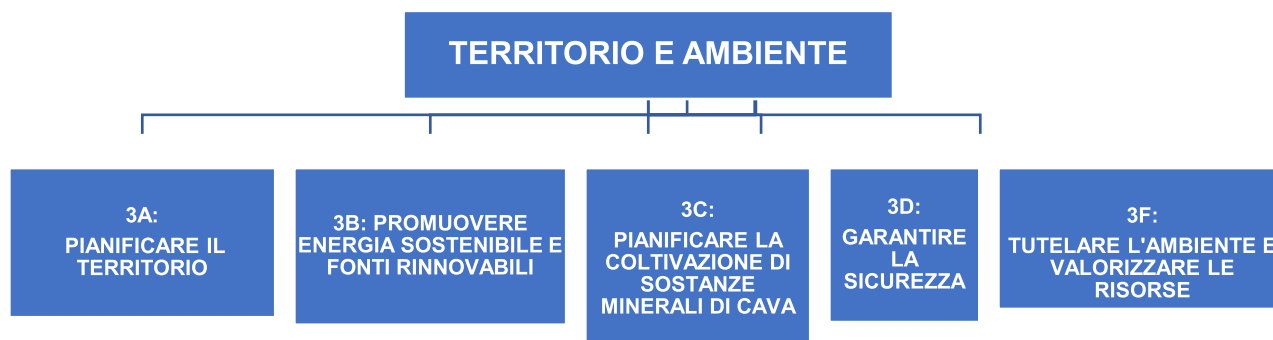 TERRITORIO E AMBIENTE
3A:
PIANIFICARE IL
TERRITORIO
3B: PROMUOVERE
ENERGIA SOSTENIBILE E
FONTI RINNOVABILI
3C:
PIANIFICARE LA
COLTIVAZIONE DI
SOSTANZE
MINERALI DI CAVA
3D:
GARANTIRE
LA
SICUREZZA
3F:
TUTELARE L'AMBIENTE E
VALORIZZARE LE
RISORSE